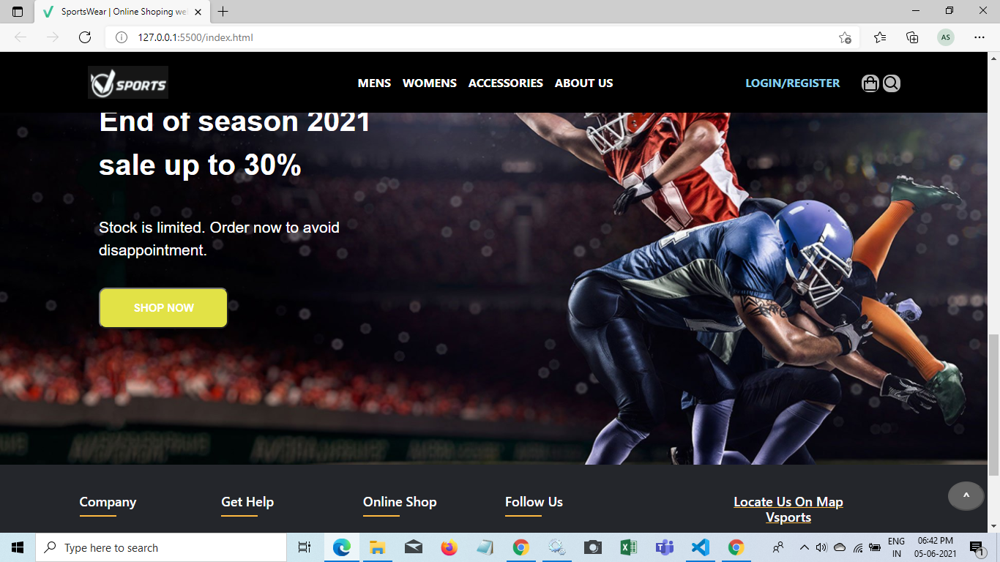 SportsWear | Online Shoping we
127.0.0.1:5500/index.html
AS
SPORTS
MENS WOMENS ACCESSORIES ABOUT US LOGIN/REGISTER
End of season 2021
sale up to 30%
Stock is limited. Order now to avoid
disappointment.
SHOP NOW
Company Get Help Online Shop Follow Us Locate Us On Map
Vsports
^
Type here to search
ENG
IN
06:42 PM
05-06-2021
1